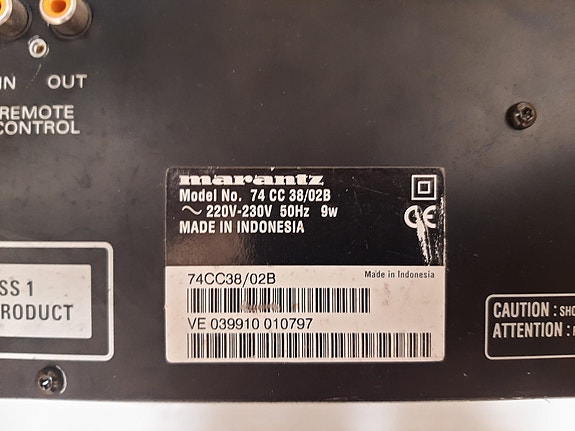 IN OUT
REMOTE
CONTROL
marantz
Model No. 74 CC 38/02B
～ 220V-230V 50Hz 9w
MADE IN INDONESIA
CE
74CC38/02B
Made in Indonesia
VE 039910 010797
SS 1
PRODUCT
CAUTION : SHO
ATTENTION :